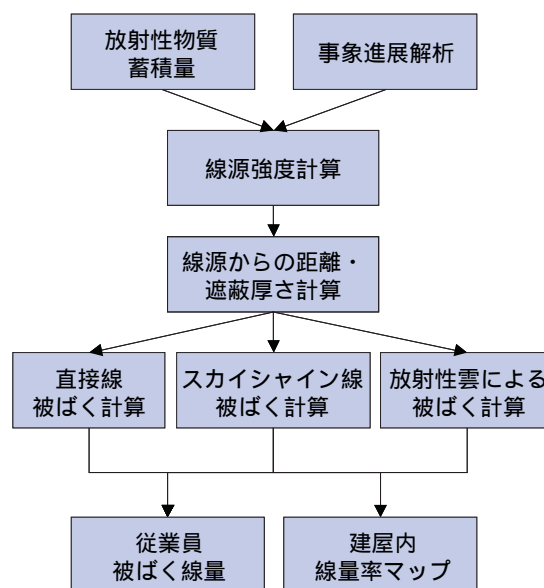 放射性物質
蓄積量
事象進展解析
線源強度計算
線源からの距離・
遮蔽厚さ計算
直接線
被ばく計算
スカイシャイン線
被ばく計算
放射性雲による
被ばく計算
従業員
被ばく線量
建屋内
線量率マップ